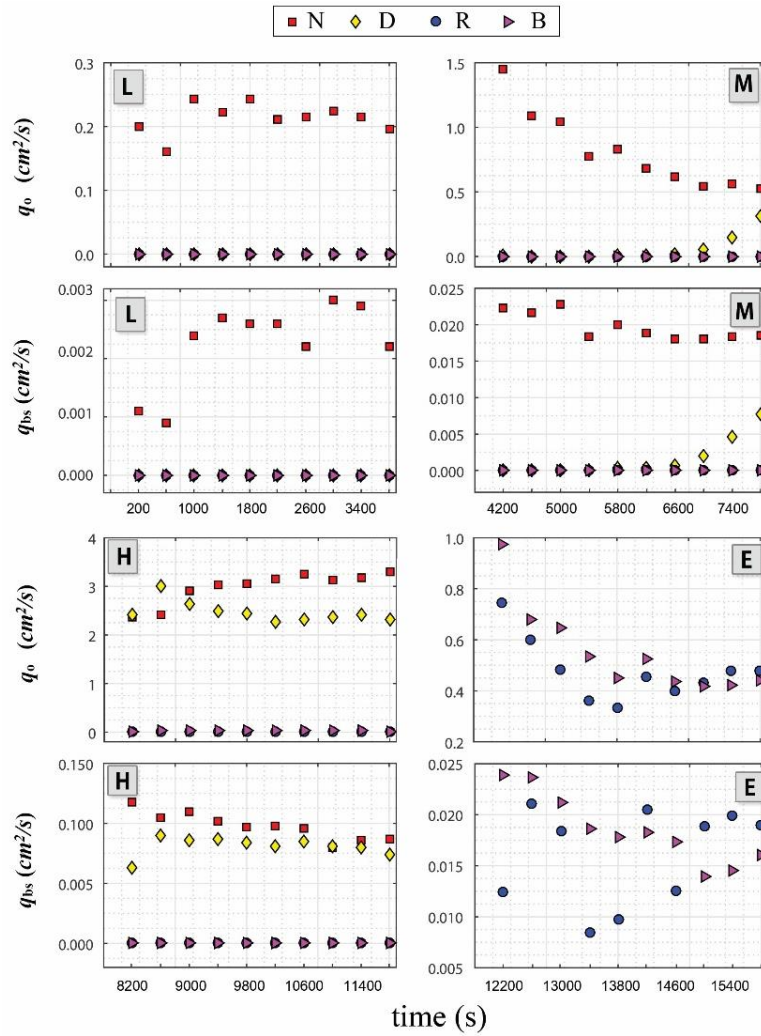 N D R B
L
M
0.3
0.2
0.1
0.0
qo (cm²/s)
1.5
1.0
0.5
0.0
L
M
0.003
0.002
0.001
0.000
qbs (cm²/s)
0.025
0.020
0.015
0.010
0.005
0.000
200 1000 1800 2600 3400
4200 5000 5800 6600 7400
H
E
4
3
2
1
0
qo (cm²/s)
1.0
0.8
0.6
0.4
0.2
H
E
0.150
0.100
0.005
0.000
qbs (cm²/s)
0.025
0.020
0.015
0.010
0.005
8200 9000 9800 10600 11400
12200 13000 13800 14600 15400
time (s)